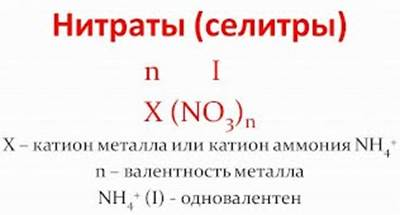 Нитраты (селитры)
n I
X (NO₃)ₙ
X – катион металла или катион аммония NH₄⁺
n – валентность металла
NH₄⁺ (I) - одновалентен